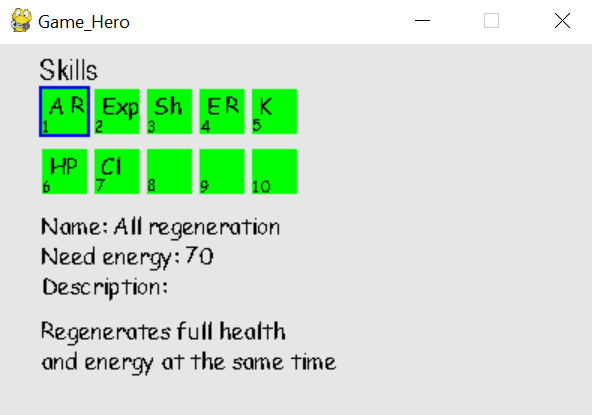 Game_Hero
Skills
A R Exp Sh E R K
1 2 3 4 5
HP Cl
6 7 8 9 10
Name: All regeneration
Need energy: 70
Description:
Regenerates full health
and energy at the same time